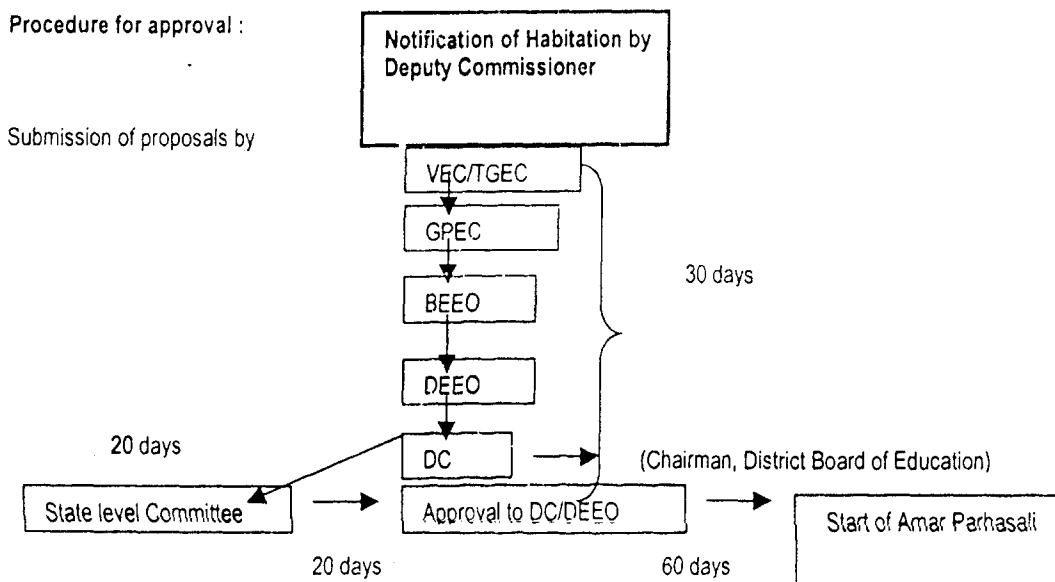 Procedure for approval :
Notification of Habitation by
Deputy Commissioner
Submission of proposals by
VEC/TGEC
GPEC
30 days
BEEO
DEEO
20 days
DC
(Chairman, District Board of Education)
State level Committee
Approval to DC/DEEO
Start of Amar Parhasali
20 days
60 days